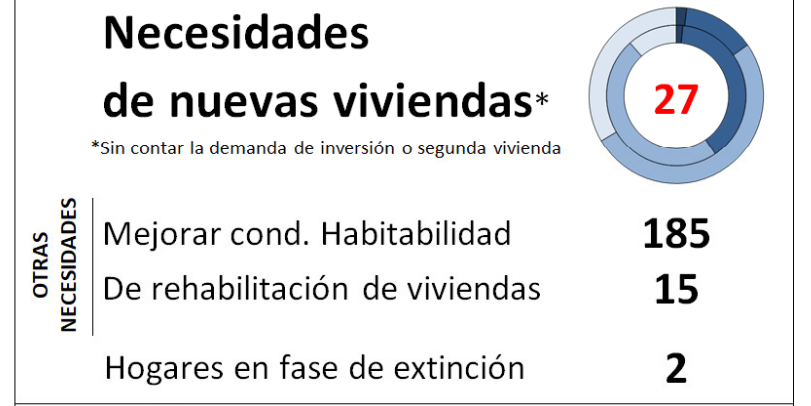 Necesidades
de nuevas viviendas*
27
*Sin contar la demanda de inversión o segunda vivienda
OTRAS
NECESIDADES
Mejorar cond. Habitabilidad 185
De rehabilitación de viviendas 15
Hogares en fase de extinción 2